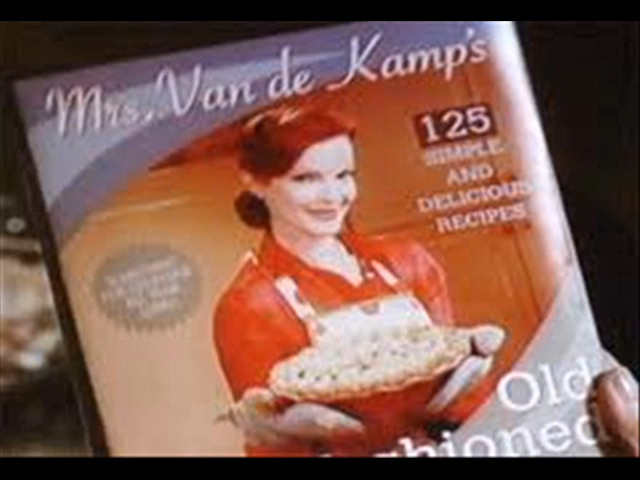 Mrs. Van de Kamp's
125
SIMPLE
AND
DELICIOUS
RECIPES
Old